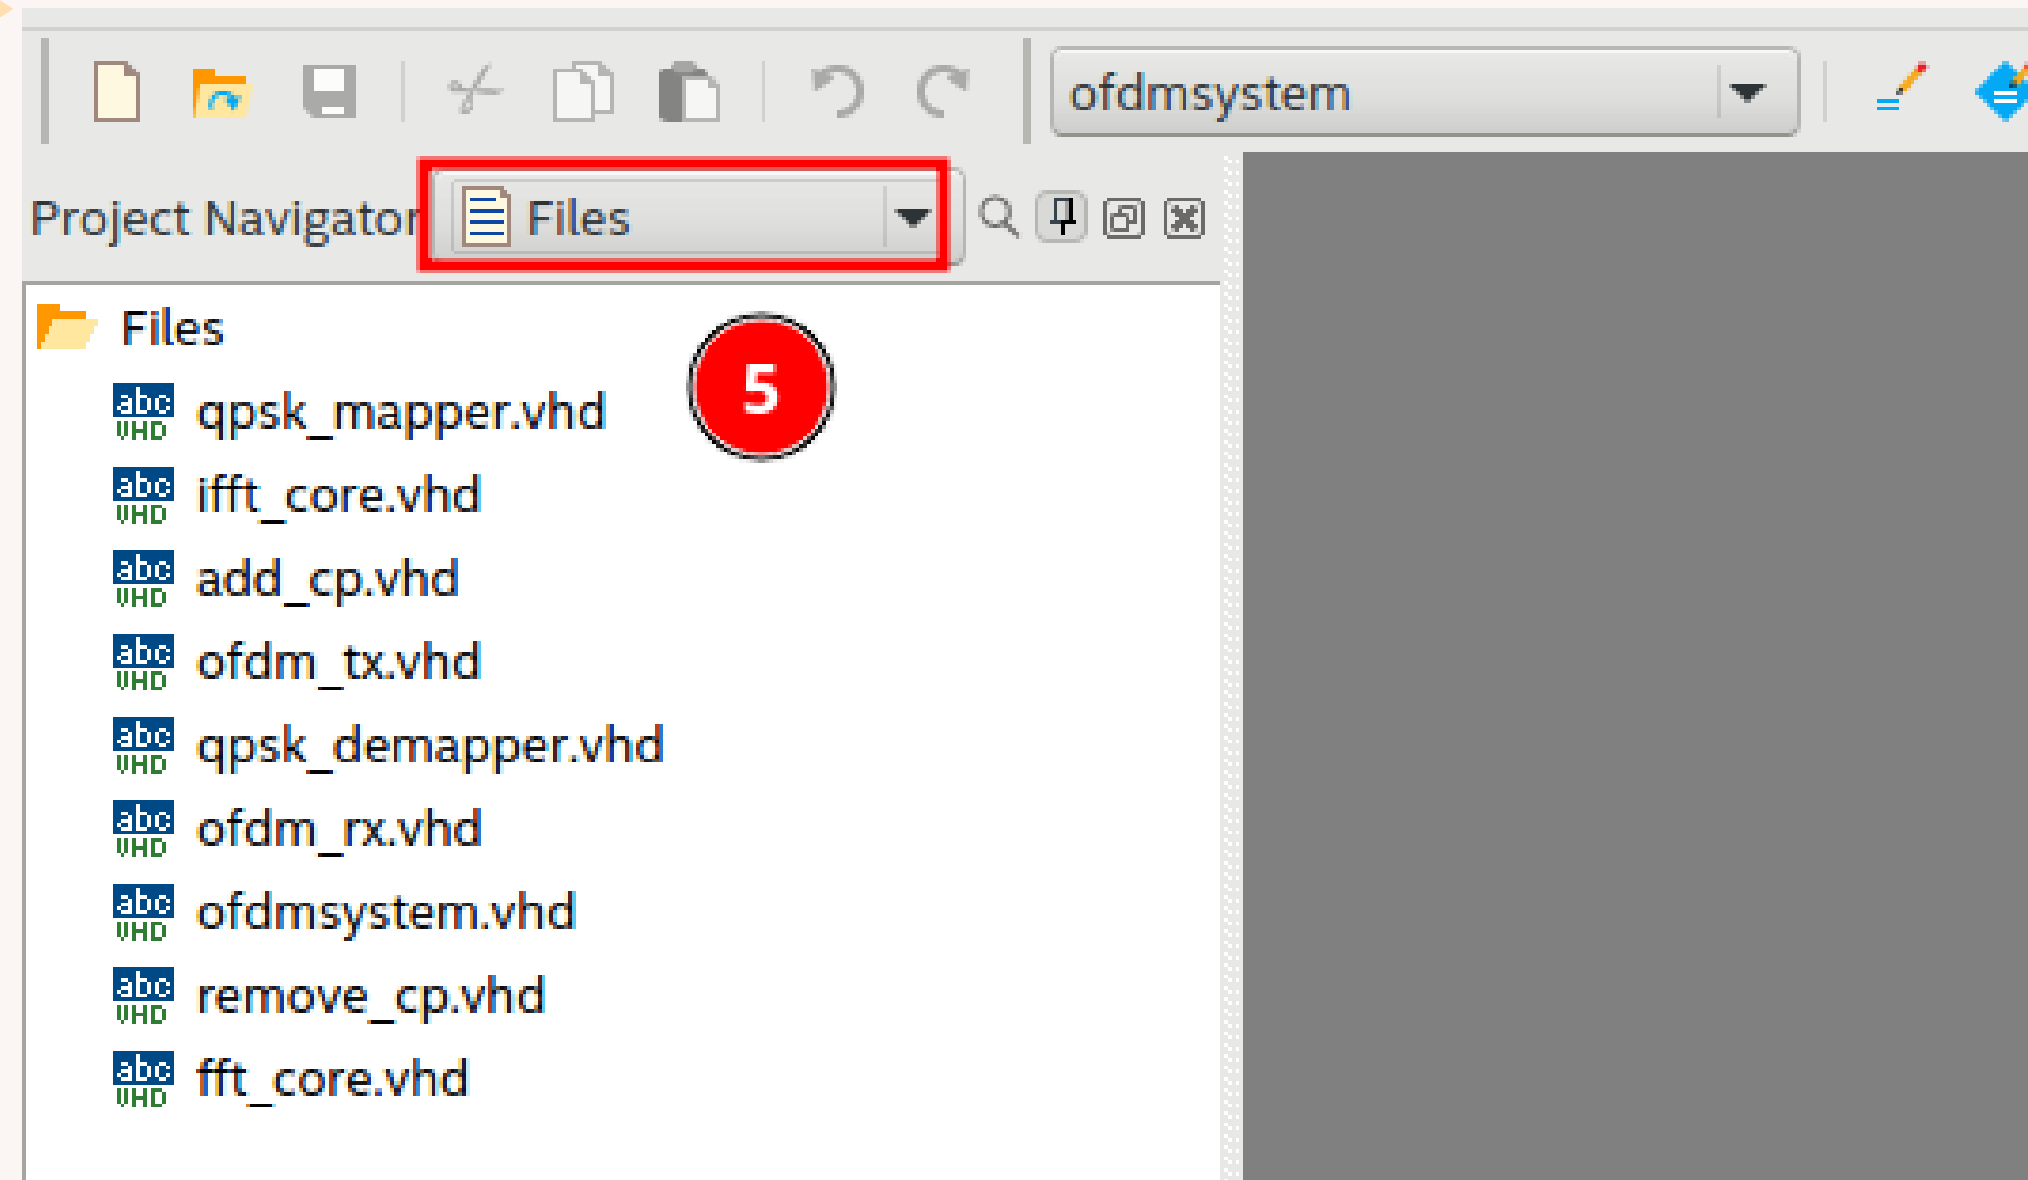 ofdmsystem
Project Navigator Files
Files
5
abc VHD qpsk_mapper.vhd
abc VHD ifft_core.vhd
abc VHD add_cp.vhd
abc VHD ofdm_tx.vhd
abc VHD qpsk_demapper.vhd
abc VHD ofdm_rx.vhd
abc VHD ofdmsystem.vhd
abc VHD remove_cp.vhd
abc VHD fft_core.vhd